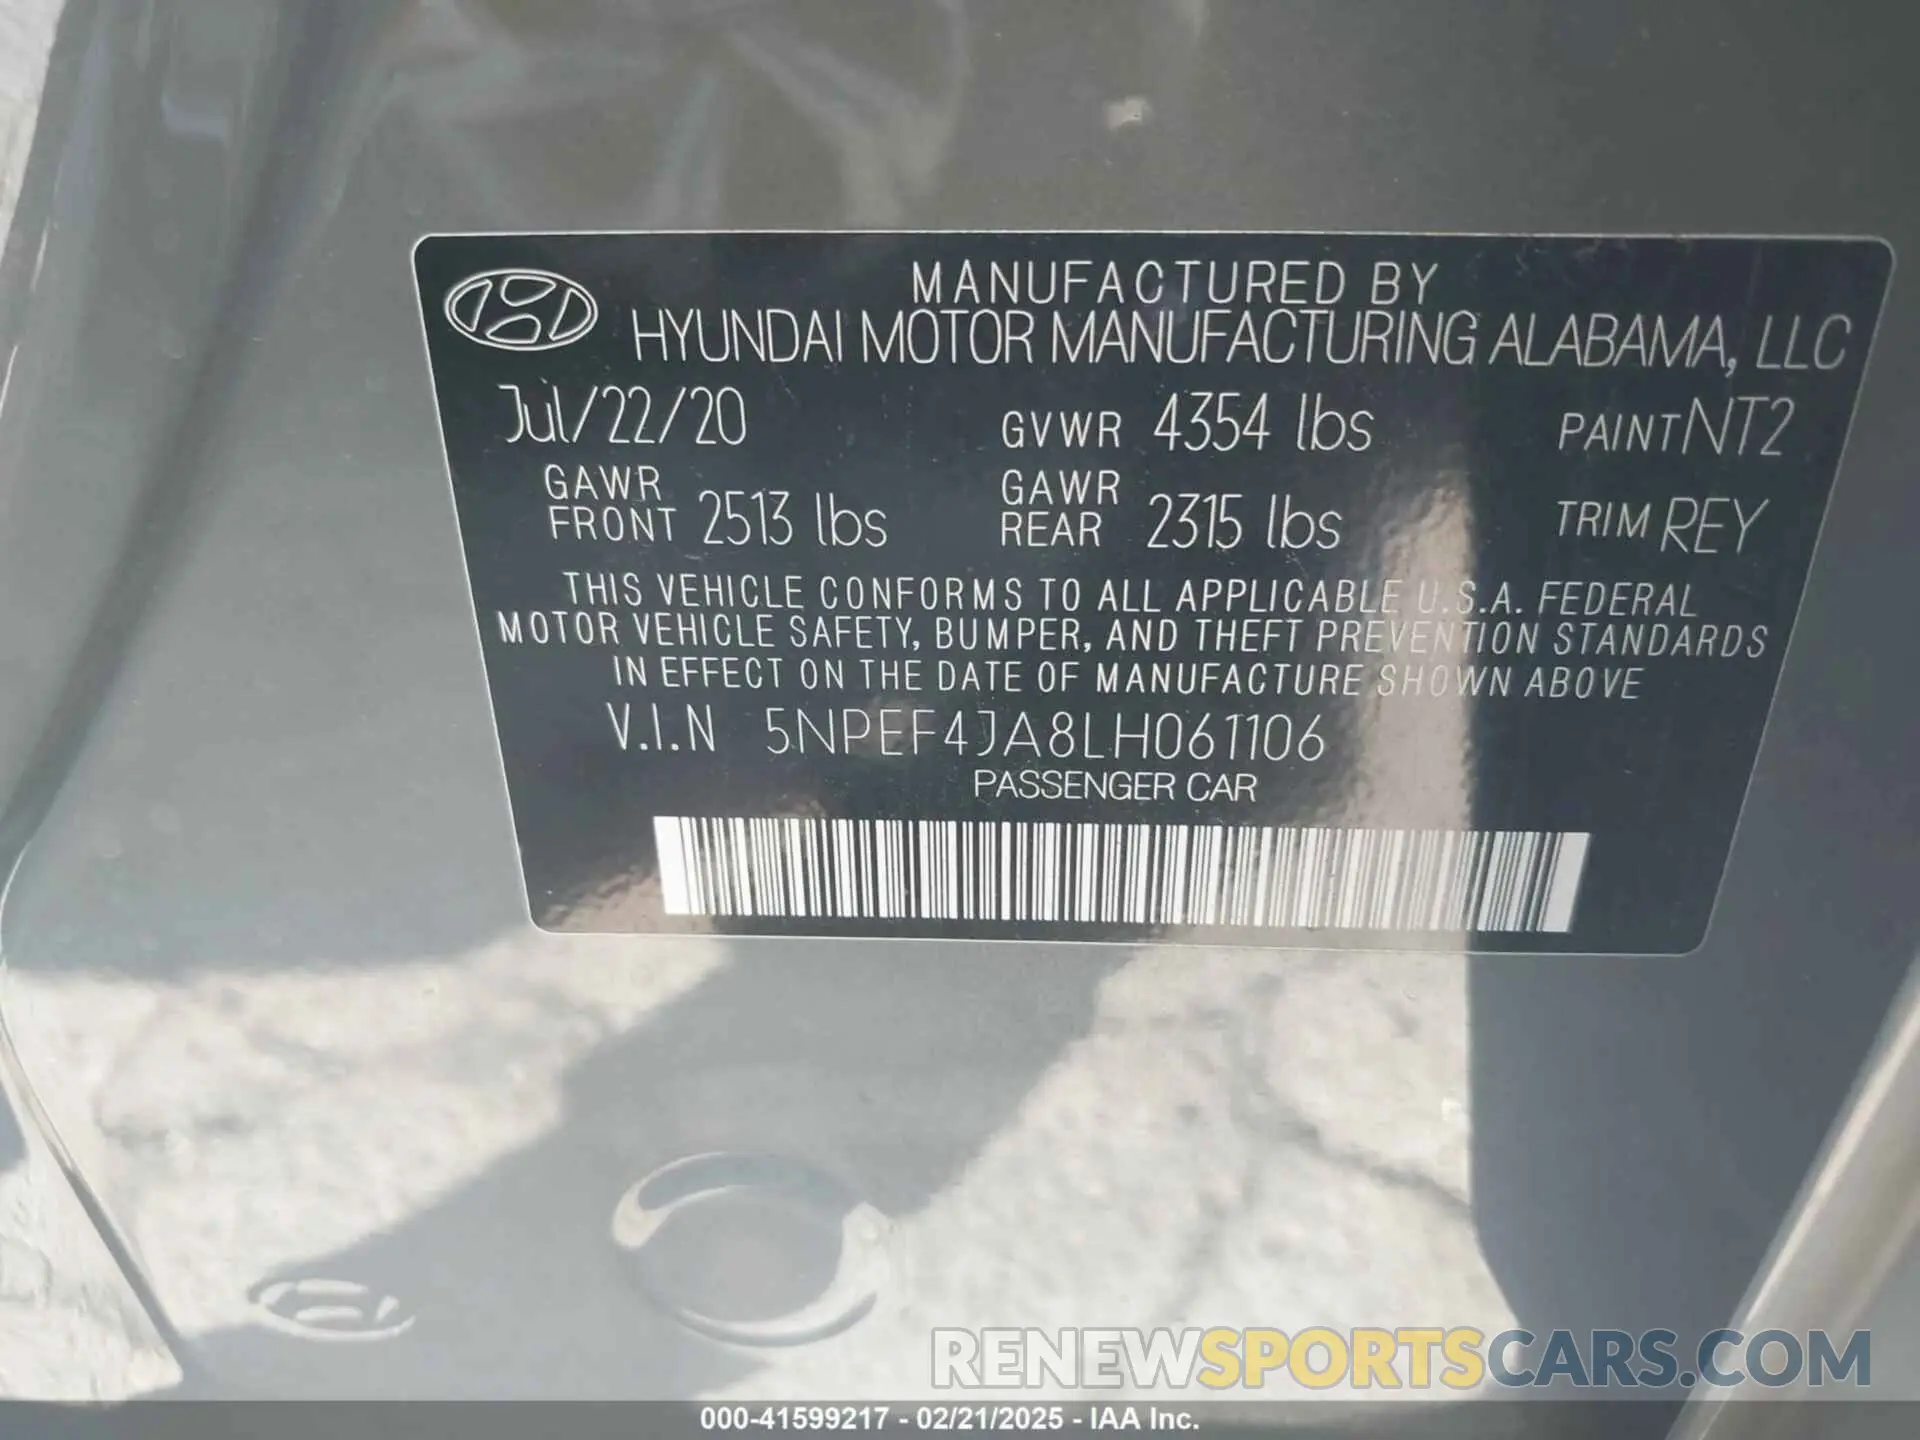 MANUFACTURED BY
HYUNDAI MOTOR MANUFACTURING ALABAMA, LLC
Jul/22/20 GVWR 4354 lbs PAINT NT2
GAWR FRONT 2513 lbs GAWR REAR 2315 lbs TRIM REY
THIS VEHICLE CONFORMS TO ALL APPLICABLE U.S.A. FEDERAL
MOTOR VEHICLE SAFETY, BUMPER, AND THEFT PREVENTION STANDARDS
IN EFFECT ON THE DATE OF MANUFACTURE SHOWN ABOVE
V.I.N 5NPEF4JA8LH061106
PASSENGER CAR
RENEWSPORTSCARS.COM
000-41599217 - 02/21/2025 - IAA Inc.